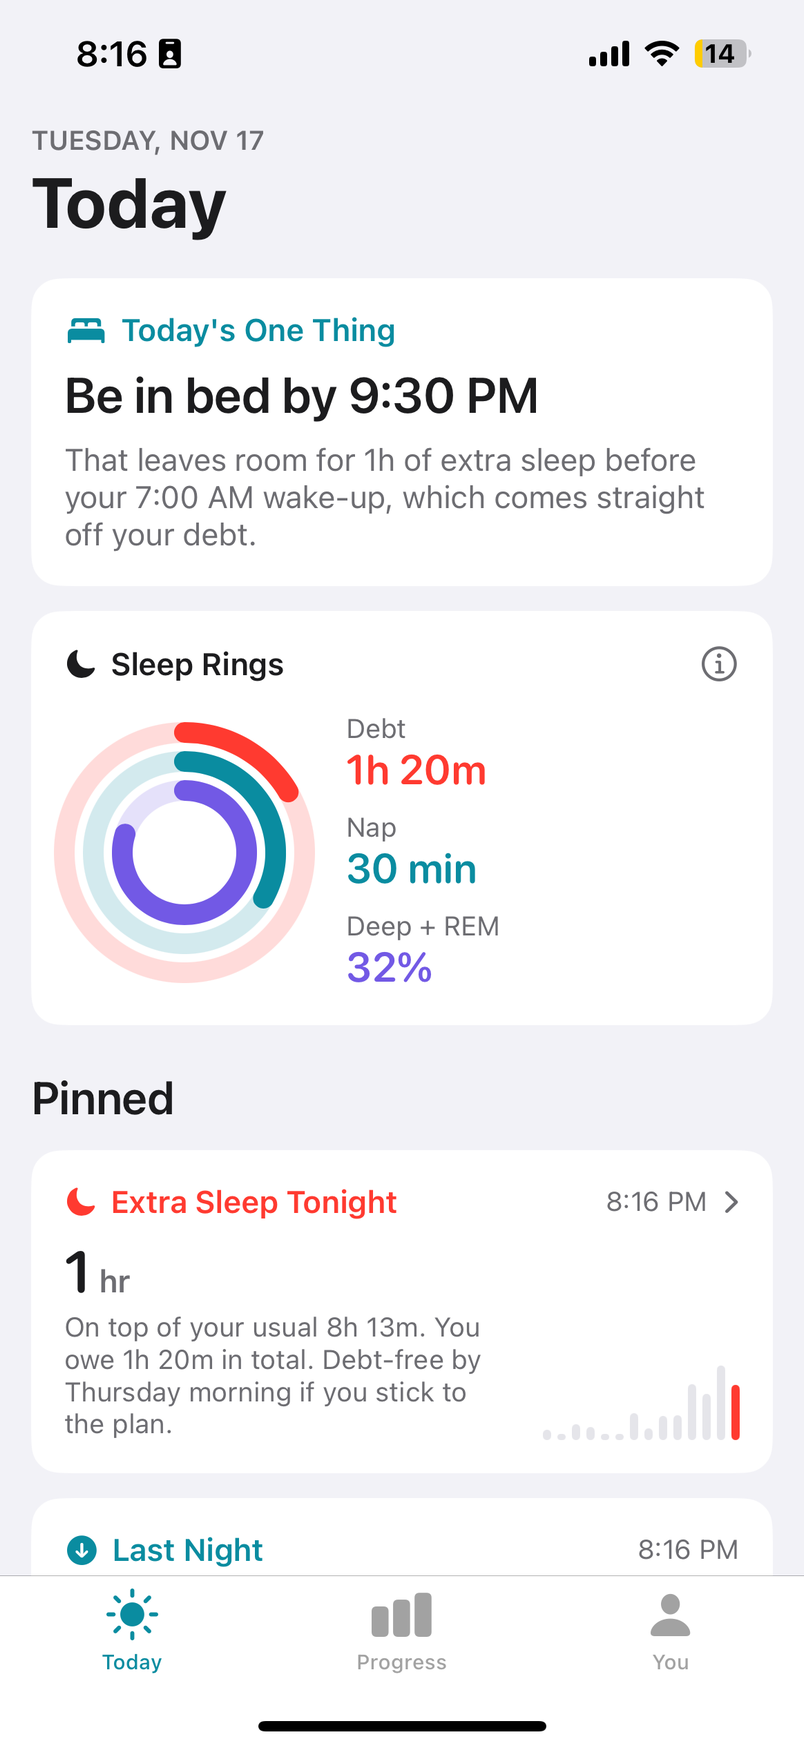 8:16
14
TUESDAY, NOV 17
Today
Today's One Thing
Be in bed by 9:30 PM
That leaves room for 1h of extra sleep before
your 7:00 AM wake-up, which comes straight
off your debt.
Sleep Rings
Debt
1h 20m
Nap
30 min
Deep + REM
32%
Pinned
Extra Sleep Tonight
8:16 PM
1 hr
On top of your usual 8h 13m. You
owe 1h 20m in total. Debt-free by
Thursday morning if you stick to
the plan.
Last Night
8:16 PM
Today
Progress
You